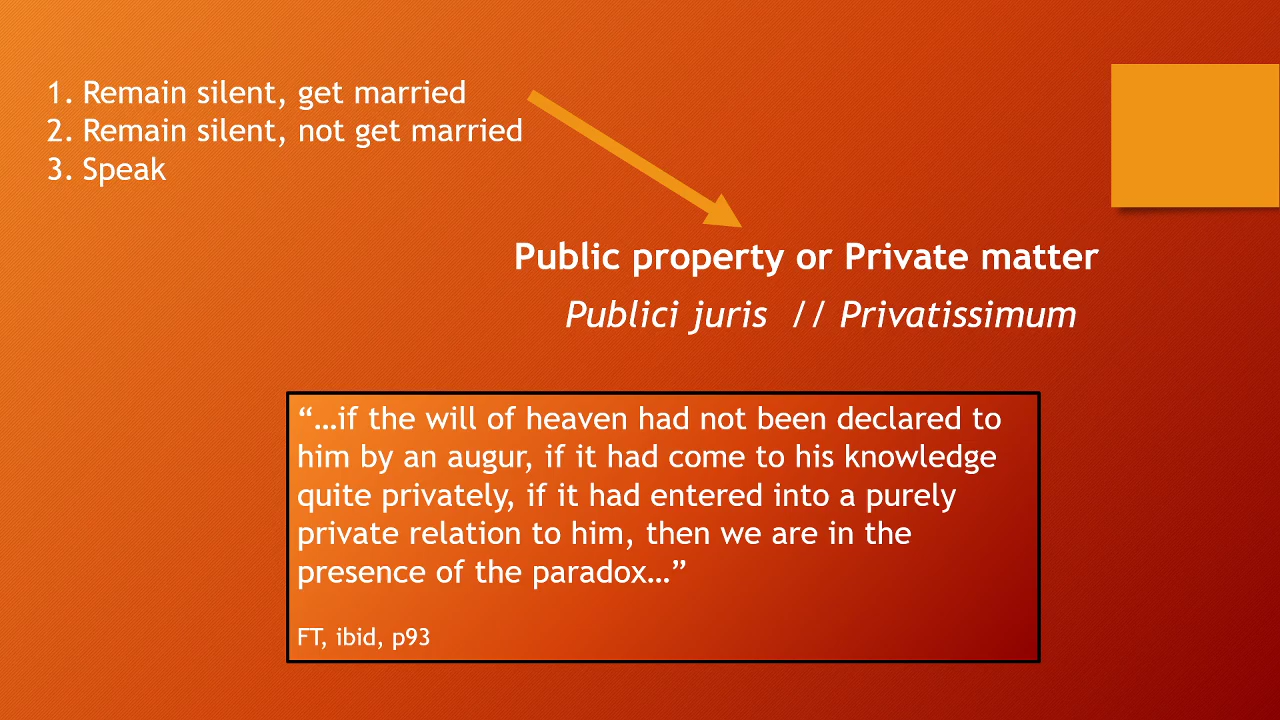 1. Remain silent, get married
2. Remain silent, not get married
3. Speak
Public property or Private matter
Publici juris // Privatissimum
“…if the will of heaven had not been declared to
him by an augur, if it had come to his knowledge
quite privately, if it had entered into a purely
private relation to him, then we are in the
presence of the paradox…”
FT, ibid, p93